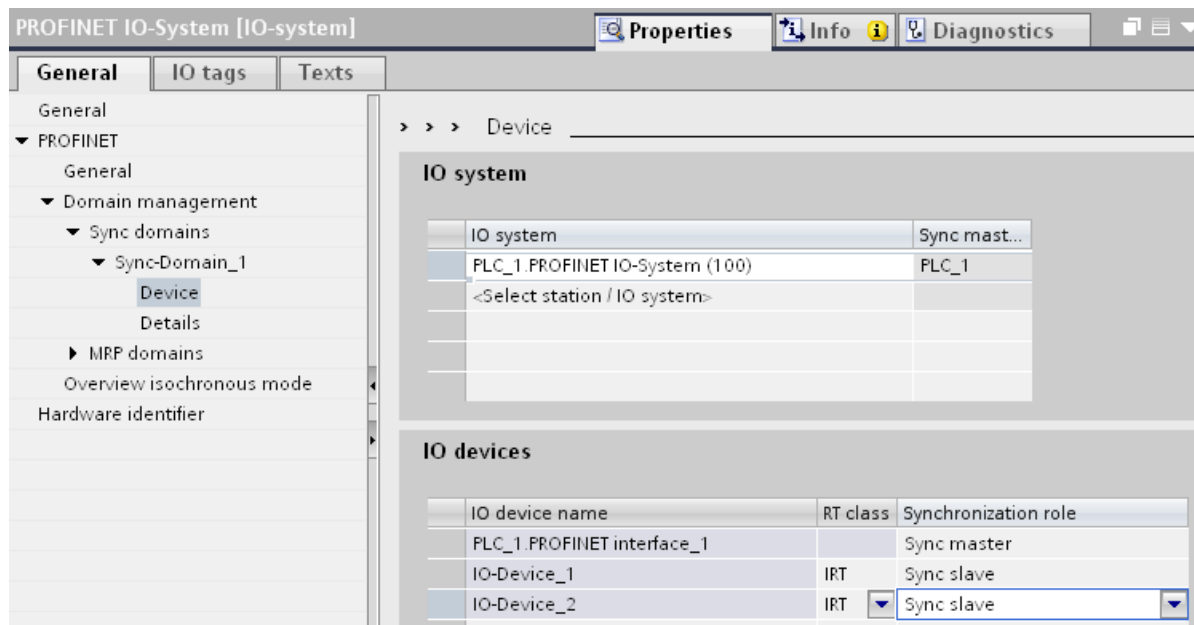 PROFINET IO-System [IO-system]
Properties
Info
Diagnostics
General
IO tags
Texts
General
PROFINET
General
Domain management
Sync domains
Sync-Domain_1
Device
Details
MRP domains
Overview isochronous mode
Hardware identifier
> > > Device
IO system
IO system Sync mast...
PLC_1.PROFINET IO-System (100) PLC_1
<Select station / IO system>
IO devices
IO device name RT class Synchronization role
PLC_1.PROFINET interface_1 Sync master
IO-Device_1 IRT Sync slave
IO-Device_2 IRT Sync slave